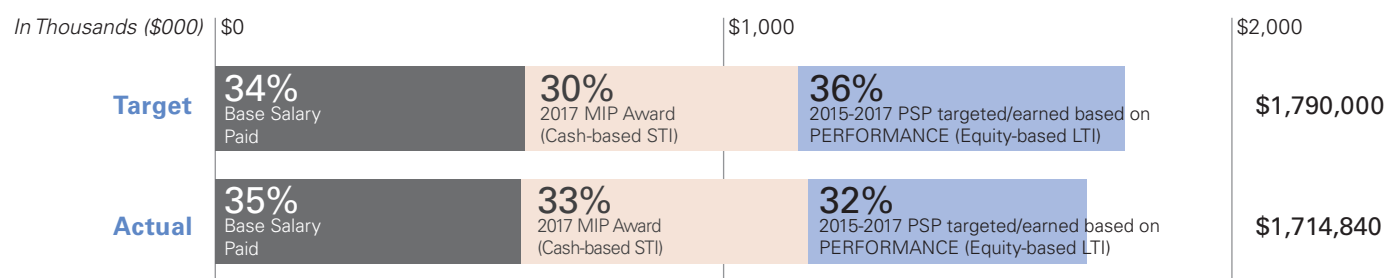 In Thousands ($000) $0 $1,000 $2,000
Target
34%
Base Salary
Paid
30%
2017 MIP Award
(Cash-based STI)
36%
2015-2017 PSP targeted/earned based on
PERFORMANCE (Equity-based LTI)
$1,790,000
Actual
35%
Base Salary
Paid
33%
2017 MIP Award
(Cash-based STI)
32%
2015-2017 PSP targeted/earned based on
PERFORMANCE (Equity-based LTI)
$1,714,840